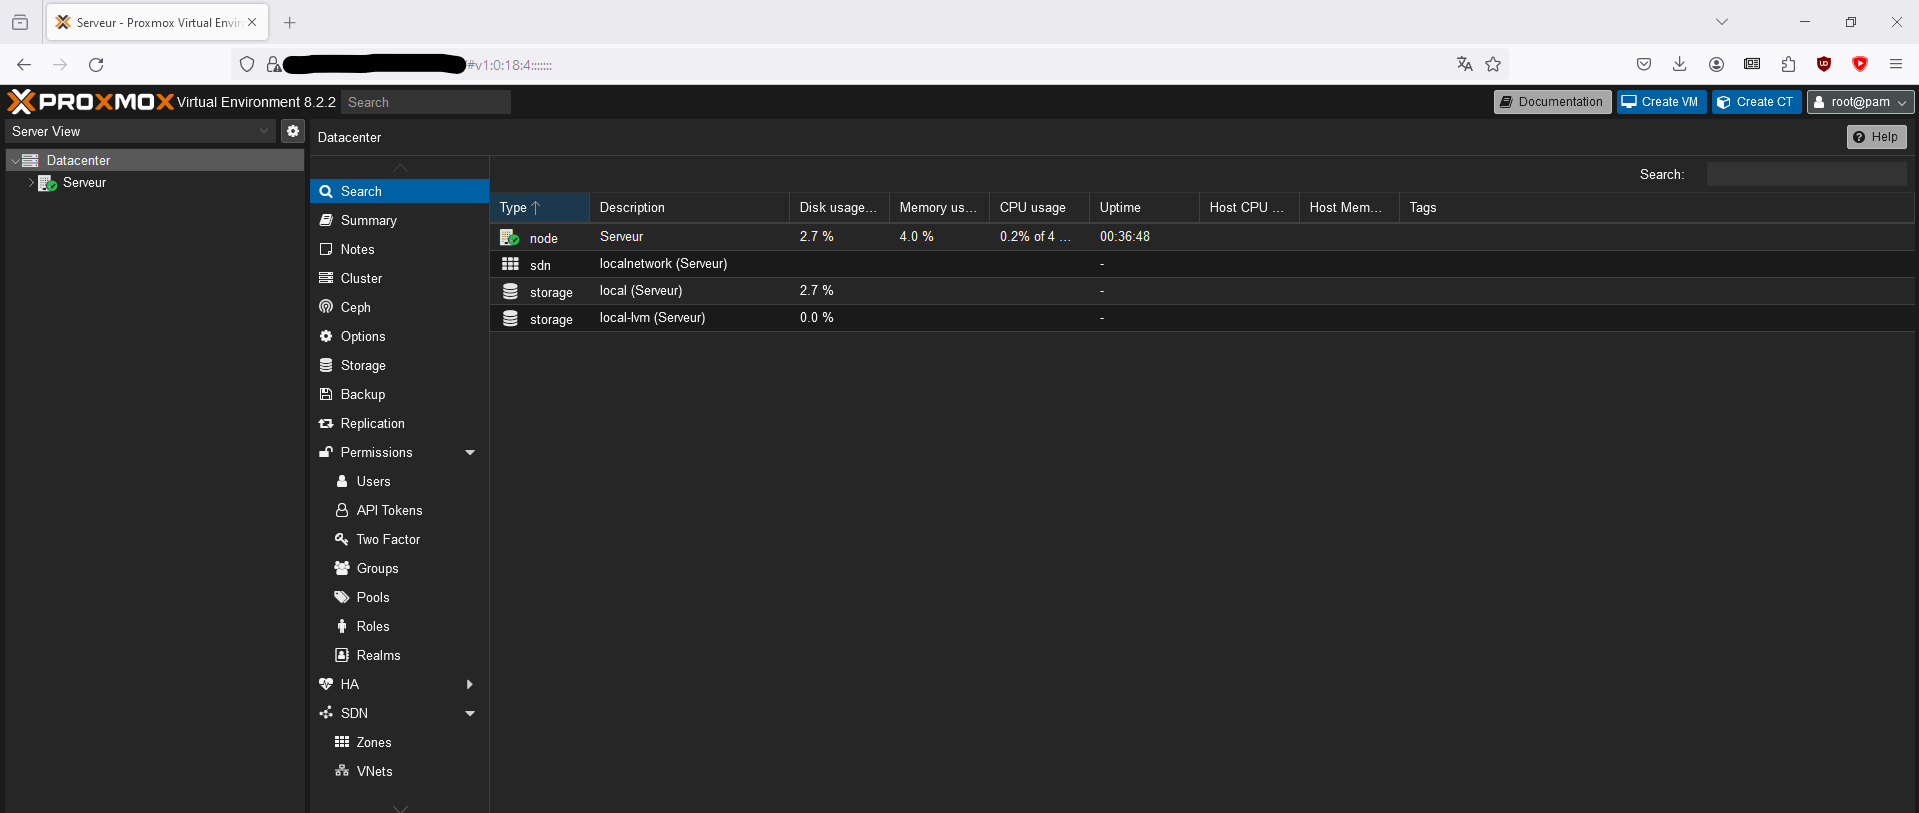 Serveur - Proxmox Virtual Envir
#v1:0:18:4:::::::
PROXMOX Virtual Environment 8.2.2
Search
Documentation
Create VM
Create CT
root@pam
Server View
Datacenter
Help
Datacenter
Serveur
Search
Summary
Notes
Cluster
Ceph
Options
Storage
Backup
Replication
Permissions
Users
API Tokens
Two Factor
Groups
Pools
Roles
Realms
HA
SDN
Zones
VNets
Search:
Type Description Disk usage... Memory us... CPU usage Uptime Host CPU ... Host Mem... Tags
node Serveur 2.7 % 4.0 % 0.2% of 4 ... 00:36:48
sdn localnetwork (Serveur) -
storage local (Serveur) 2.7 % -
storage local-lvm (Serveur) 0.0 % -